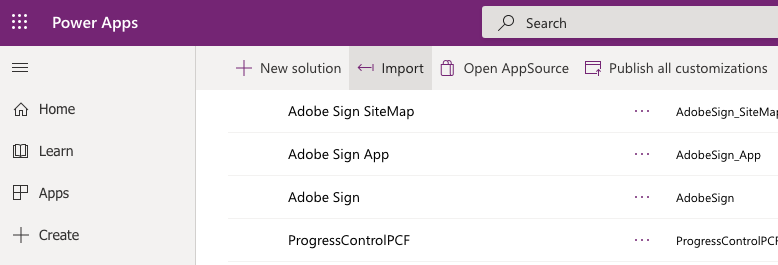 Power Apps
Search
New solution
Import
Open AppSource
Publish all customizations
Home
Learn
Apps
Create
Adobe Sign SiteMap ... AdobeSign_SiteMap
Adobe Sign App ... AdobeSign_App
Adobe Sign ... AdobeSign
ProgressControlPCF ... ProgressControlPCF